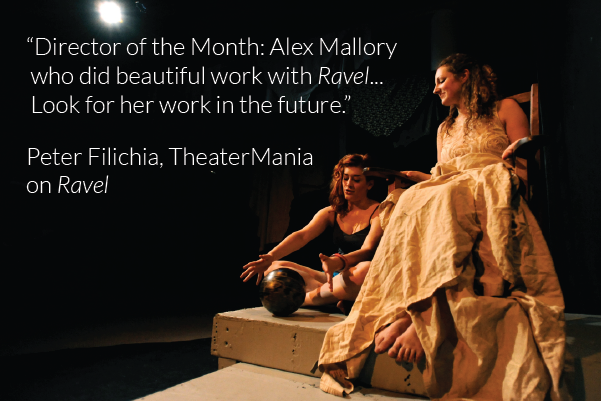 “Director of the Month: Alex Mallory
who did beautiful work with Ravel...
Look for her work in the future.”
Peter Filichia, TheaterMania
on Ravel